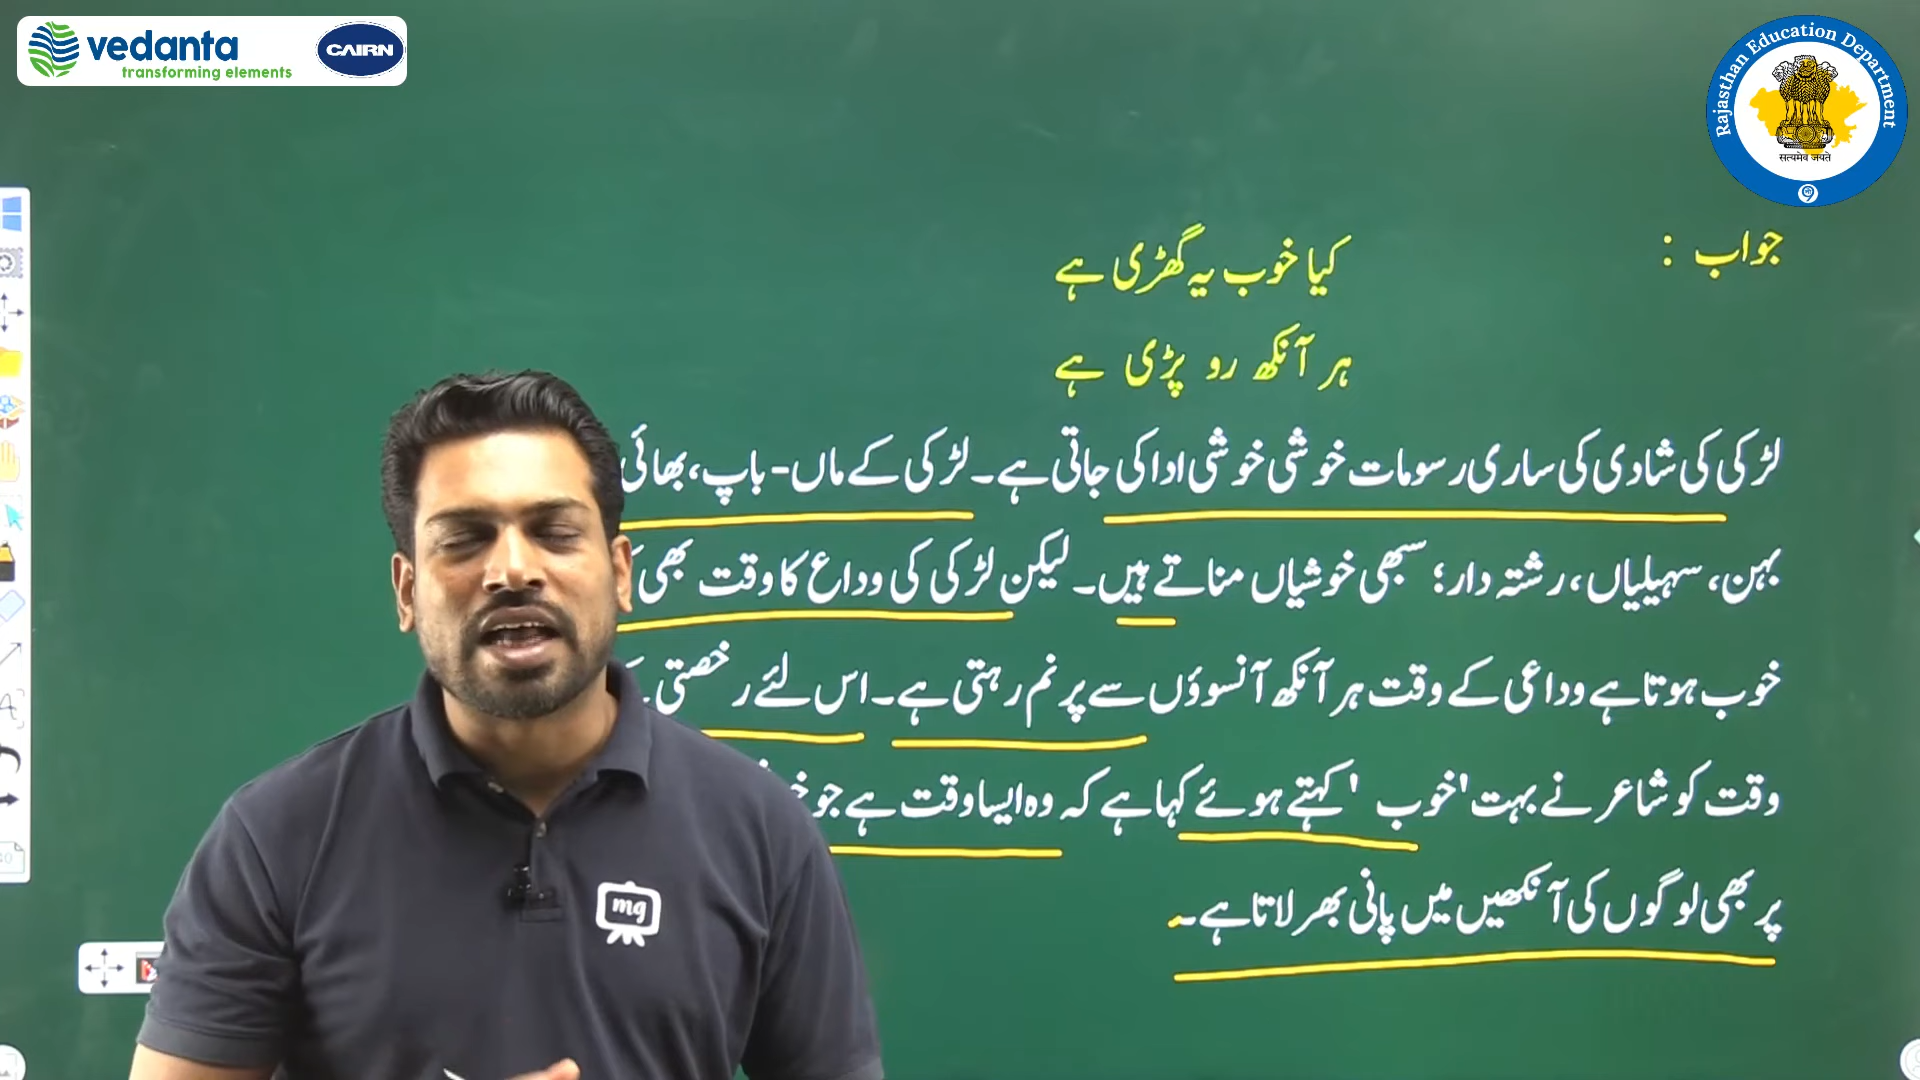 vedanta
transforming elements
CAIRN
Rajasthan Education Department
सत्यमेव जयते
جواب :
کیا خوب یہ گھڑی ہے
ہر آنکھ رو پڑی ہے
لڑکی کی شادی کی ساری رسومات خوشی خوشی ادا کی جاتی ہے۔ لڑکی کے ماں- باپ، بھائی
بہن، سہیلیاں، رشتہ دار؛ سبھی خوشیاں مناتے ہیں۔ لیکن لڑکی کی وداع کا وقت بھی
خوب ہوتا ہے وداعی کے وقت ہر آنکھ آنسوؤں سے پرنم رہتی ہے۔ اس لئے رخصتی
وقت کو شاعر نے بہت 'خوب ' کہتے ہوئے کہا ہے کہ وہ ایسا وقت ہے جو
پر بھی لوگوں کی آنکھیں میں پانی بھر لاتا ہے۔
mg